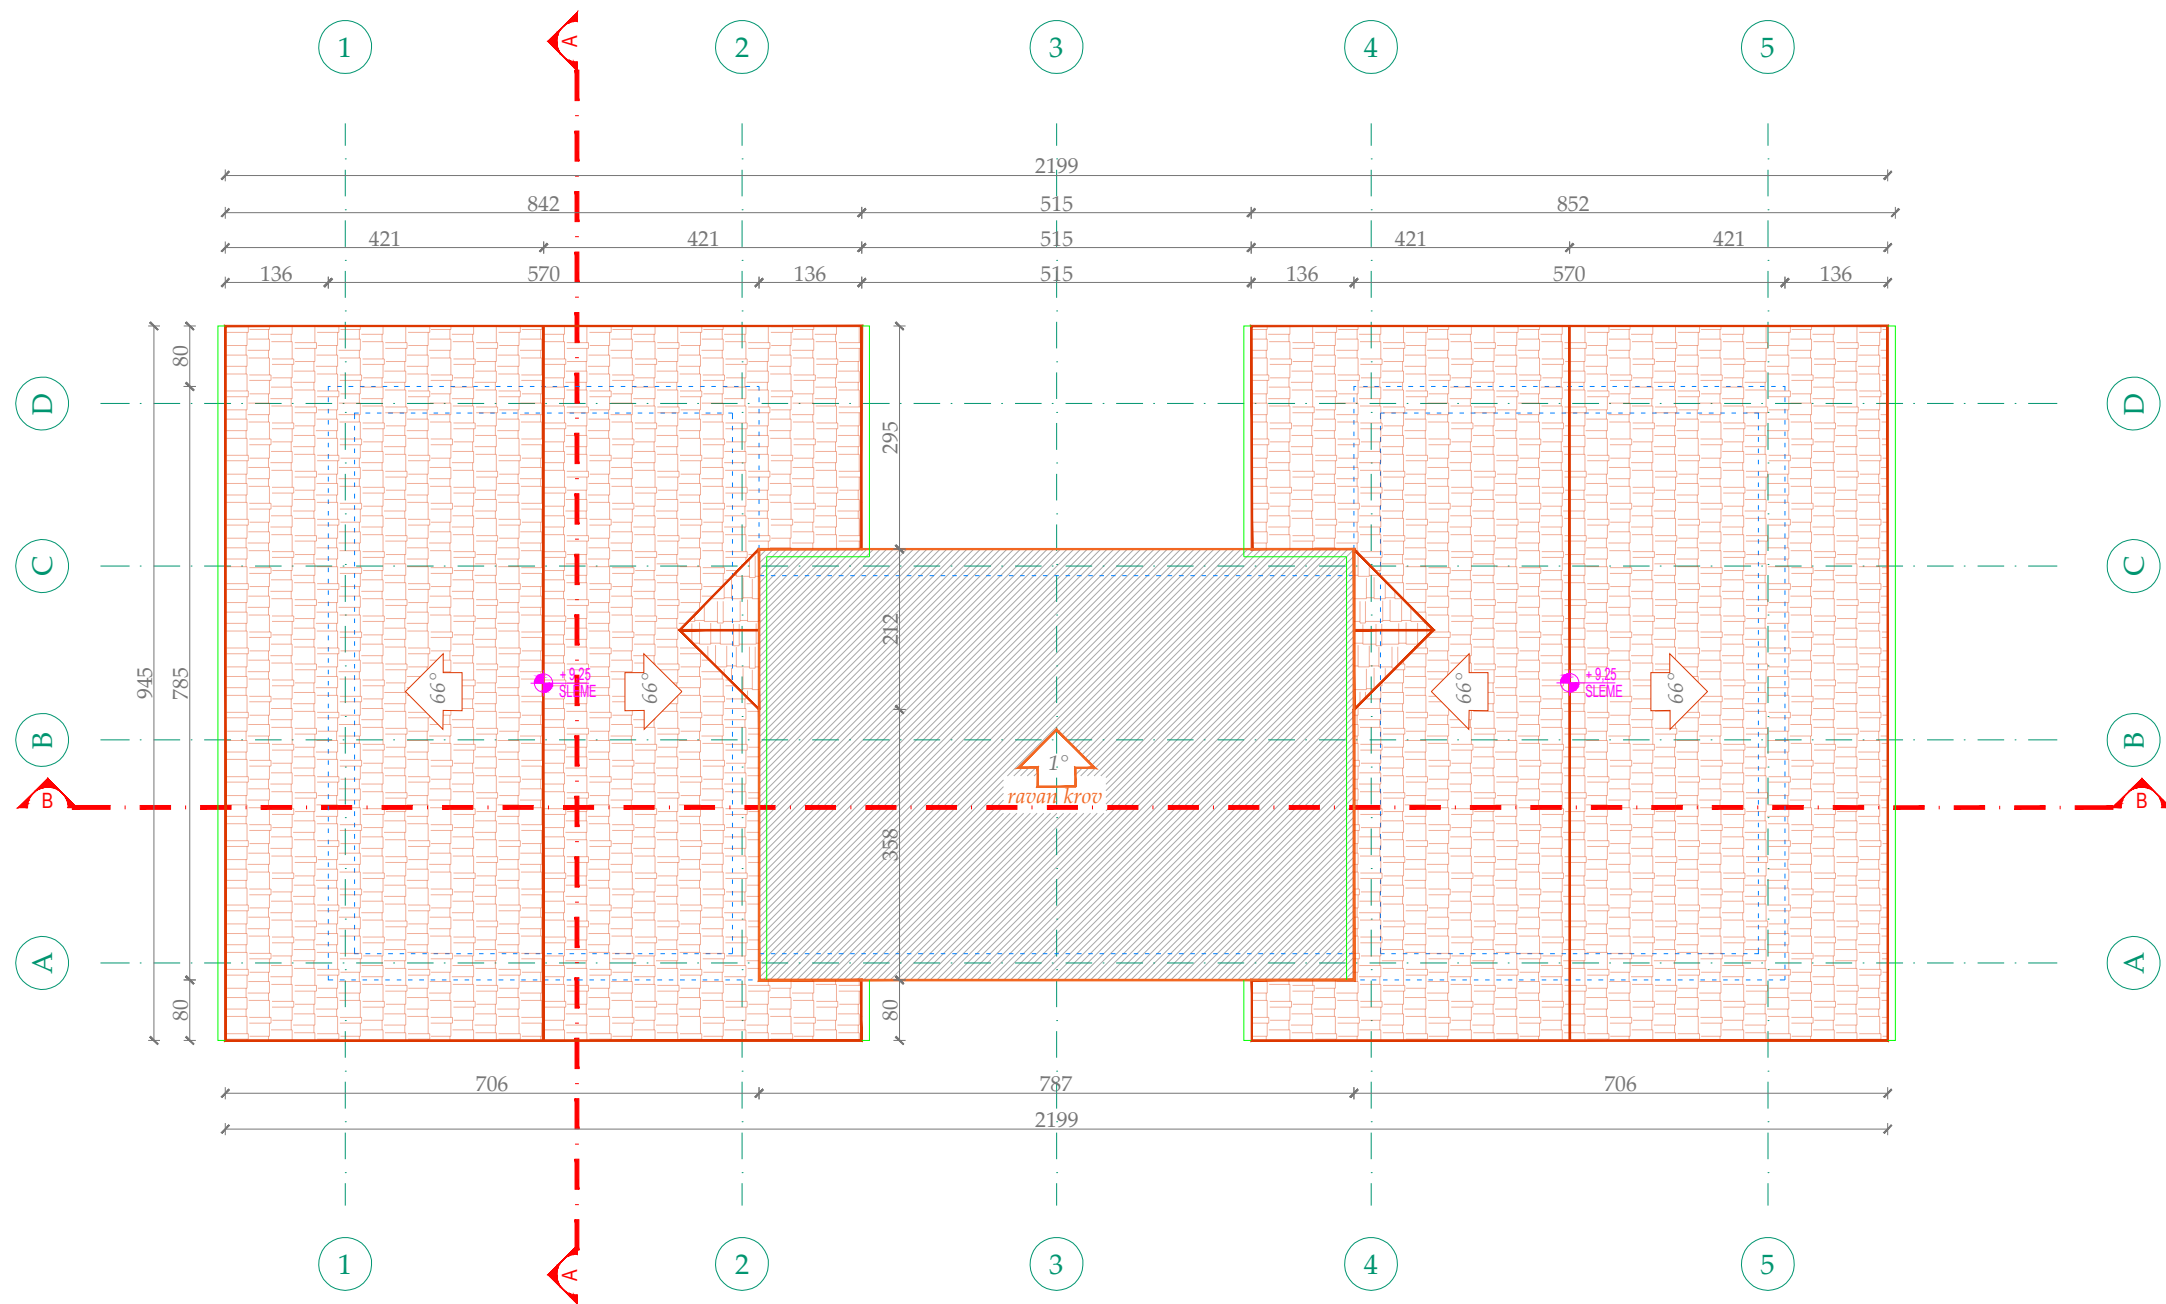 1 A 2 3 4 5
2199
842 515 852
421 421 515 421 421
136 570 136 515 136 570 136
80
D 295 D
C C
212
945 785 66° 66° 66° 66°
+ 9.25 + 9.25
SLEME SLEME
B B
1°
ravan krov
B B
358
A A
80 80
706 787 706
2199
1 A 2 3 4 5